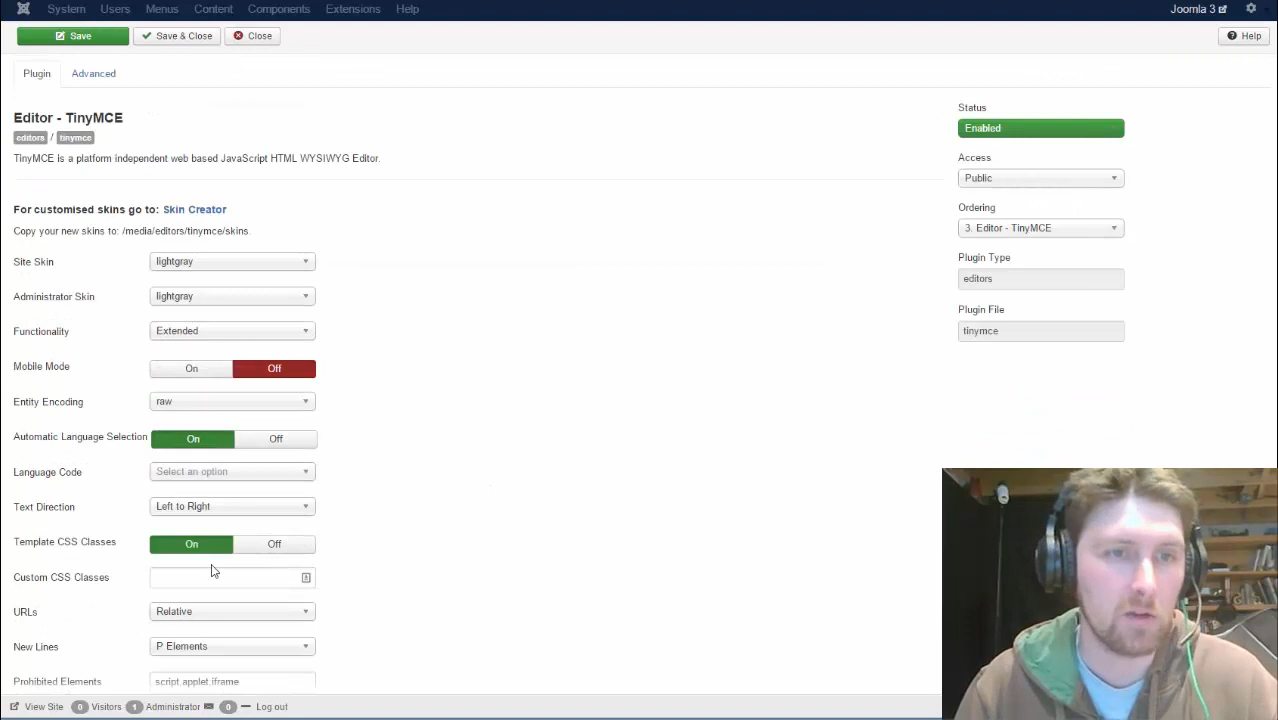 System Users Menus Content Components Extensions Help Joomla 3
Save Save & Close Close Help
Plugin Advanced
Editor - TinyMCE
editors / tinymce
TinyMCE is a platform independent web based JavaScript HTML WYSIWYG Editor.
For customised skins go to: Skin Creator
Copy your new skins to: /media/editors/tinymce/skins.
Site Skin lightgray
Administrator Skin lightgray
Functionality Extended
Mobile Mode On Off
Entity Encoding raw
Automatic Language Selection On Off
Language Code Select an option
Text Direction Left to Right
Template CSS Classes On Off
Custom CSS Classes
URLs Relative
New Lines P Elements
Prohibited Elements script,applet,iframe
Status
Enabled
Access
Public
Ordering
3. Editor - TinyMCE
Plugin Type
editors
Plugin File
tinymce
View Site 0 Visitors 1 Administrator 0 Log out